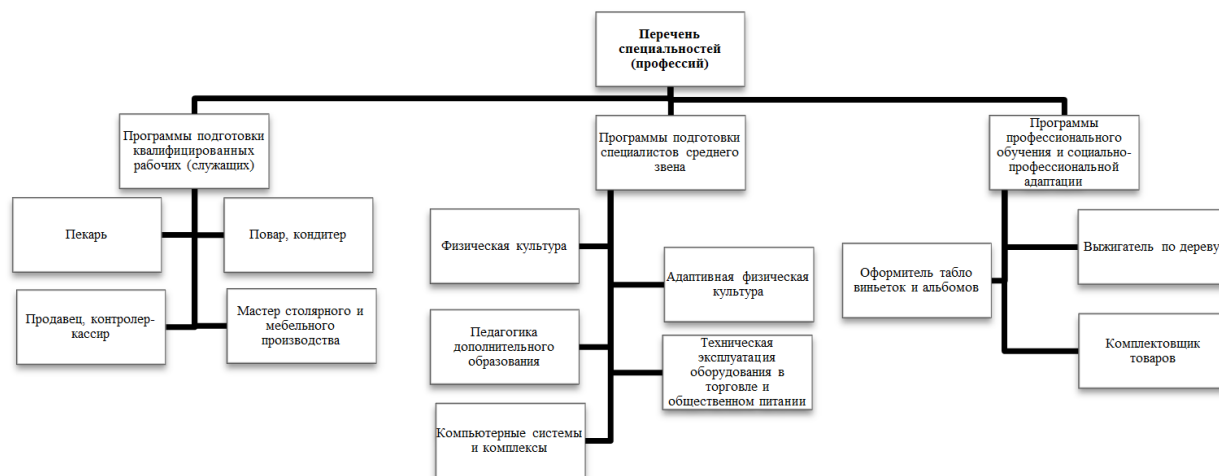 Перечень
специальностей
(профессий)
Программы подготовки
квалифицированных
рабочих (служащих)
Программы подготовки
специалистов среднего
звена
Программы
профессионального
обучения и социально-
профессиональной
адаптации
Пекарь
Повар, кондитер
Продавец, контролер-
кассир
Мастер столярного и
мебельного
производства
Физическая культура
Адаптивная физическая
культура
Педагогика
дополнительного
образования
Техническая
эксплуатация
оборудования в
торговле и
общественном питании
Компьютерные системы
и комплексы
Выжигатель по дереву
Оформитель табло
виньеток и альбомов
Комплектовщик
товаров